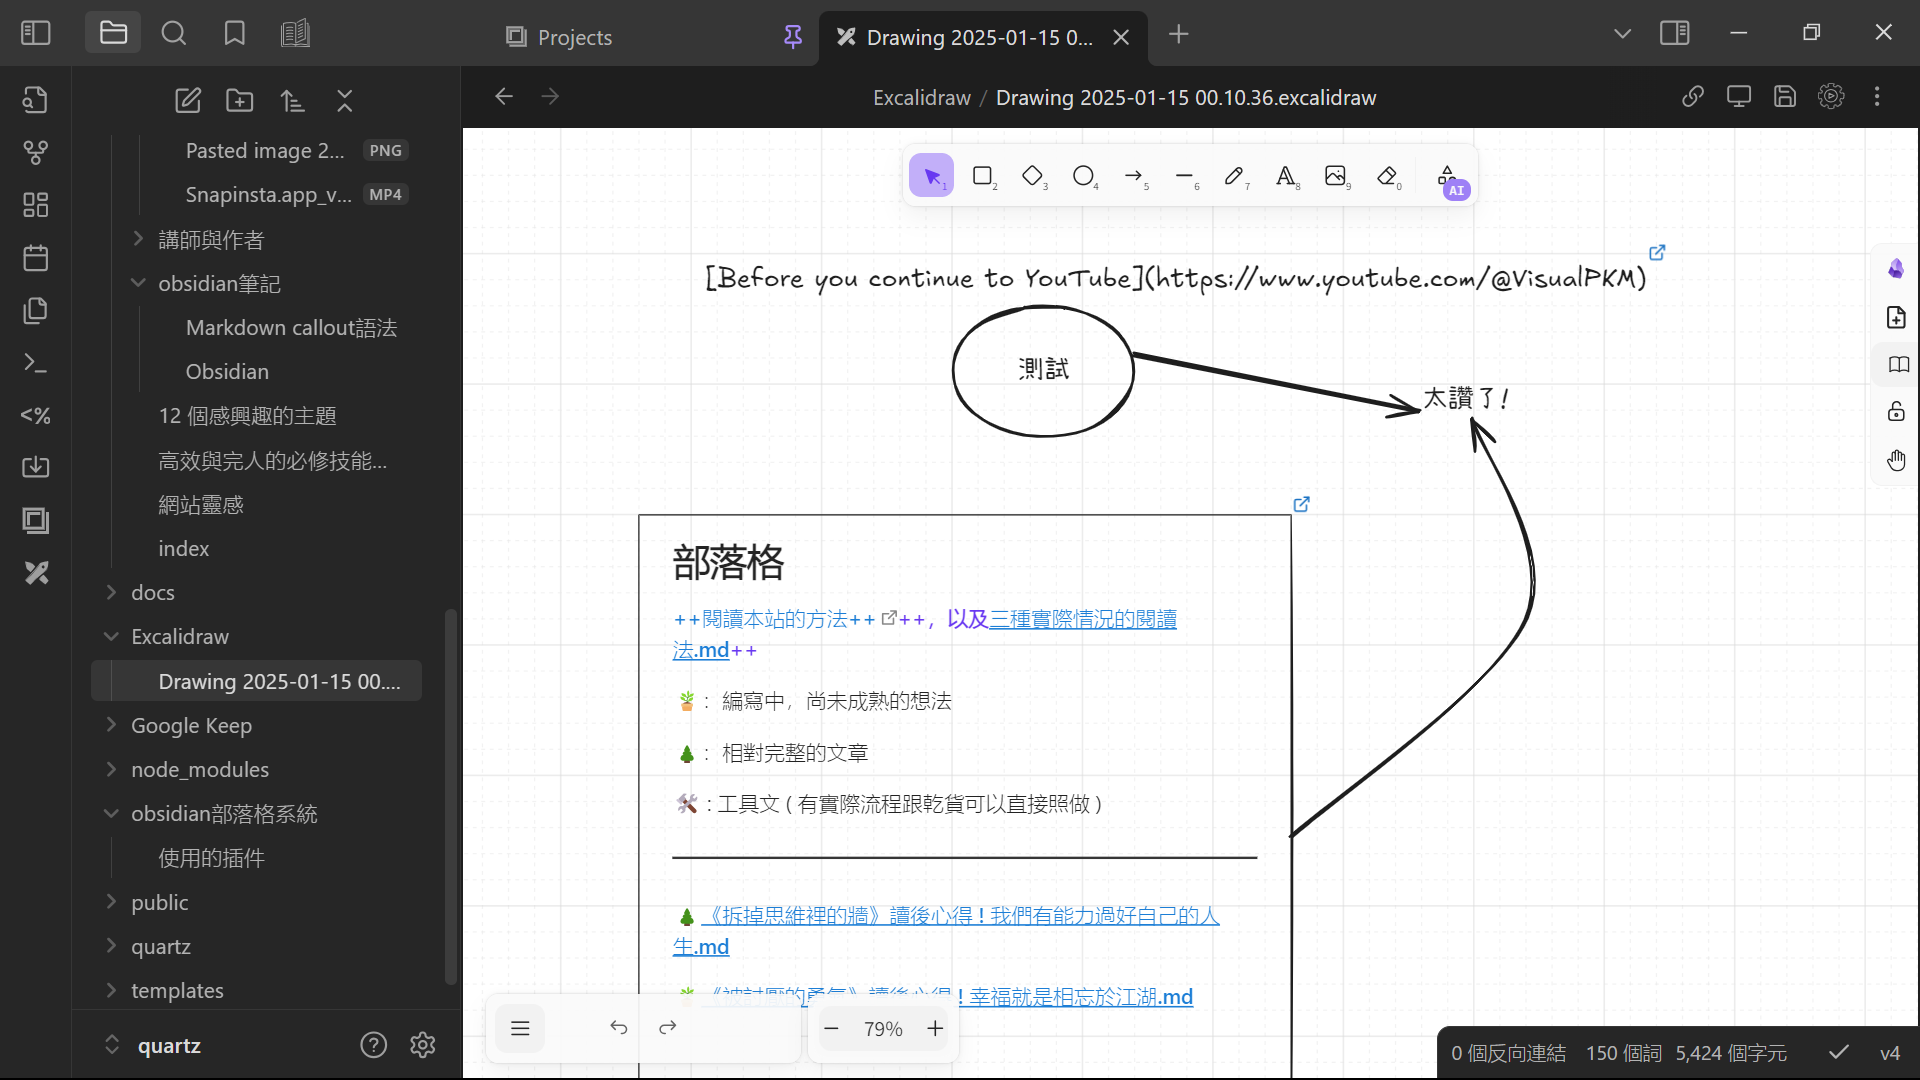 Projects
Drawing 2025-01-15 0...
Excalidraw / Drawing 2025-01-15 00.10.36.excalidraw
Pasted image 2... PNG
Snapinsta.app_v... MP4
講師與作者
obsidian筆記
Markdown callout語法
Obsidian
12 個感興趣的主題
高效與完人的必修技能...
網站靈感
index
docs
Excalidraw
Drawing 2025-01-15 00....
Google Keep
node_modules
obsidian部落格系統
使用的插件
public
quartz
templates
quartz
1 2 3 4 5 6 7 8 9 0 AI
[Before you continue to YouTube](https://www.youtube.com/@VisualPKM)
測試
太讚了!
部落格
++閱讀本站的方法++ ++，以及三種實際情況的閱讀
法.md++
： 編寫中，尚未成熟的想法
： 相對完整的文章
: 工具文 ( 有實際流程跟乾貨可以直接照做 )
《拆掉思維裡的牆》讀後心得 ! 我們有能力過好自己的人
生.md
《被討厭的勇氣》讀後心得 ! 幸福就是相忘於江湖.md
79%
0 個反向連結 150 個詞 5,424 個字元 v4